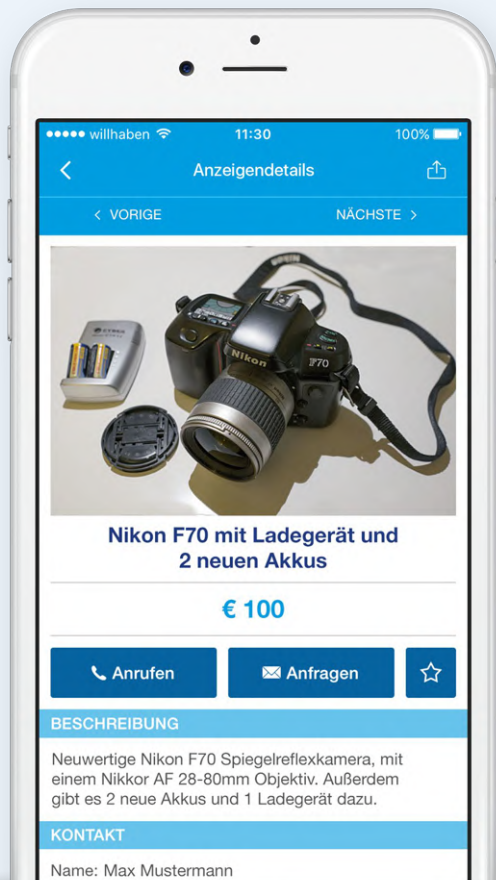 willhaben 11:30 100%
Anzeigendetails
VORIGE NÄCHSTE
Nikon
F70
Nikon F70 mit Ladegerät und
2 neuen Akkus
€ 100
Anrufen Anfragen
BESCHREIBUNG
Neuwertige Nikon F70 Spiegelreflexkamera, mit
einem Nikkor AF 28-80mm Objektiv. Außerdem
gibt es 2 neue Akkus und 1 Ladegerät dazu.
KONTAKT
Name: Max Mustermann